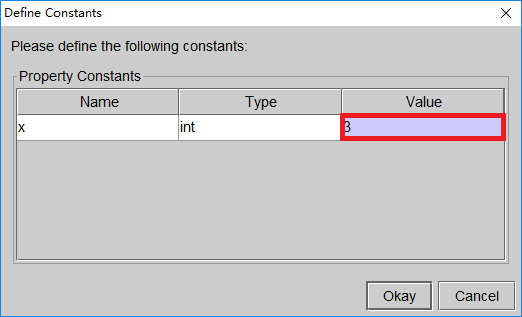 Define Constants
Please define the following constants:
Property Constants
Name Type Value
x int 3
Okay Cancel